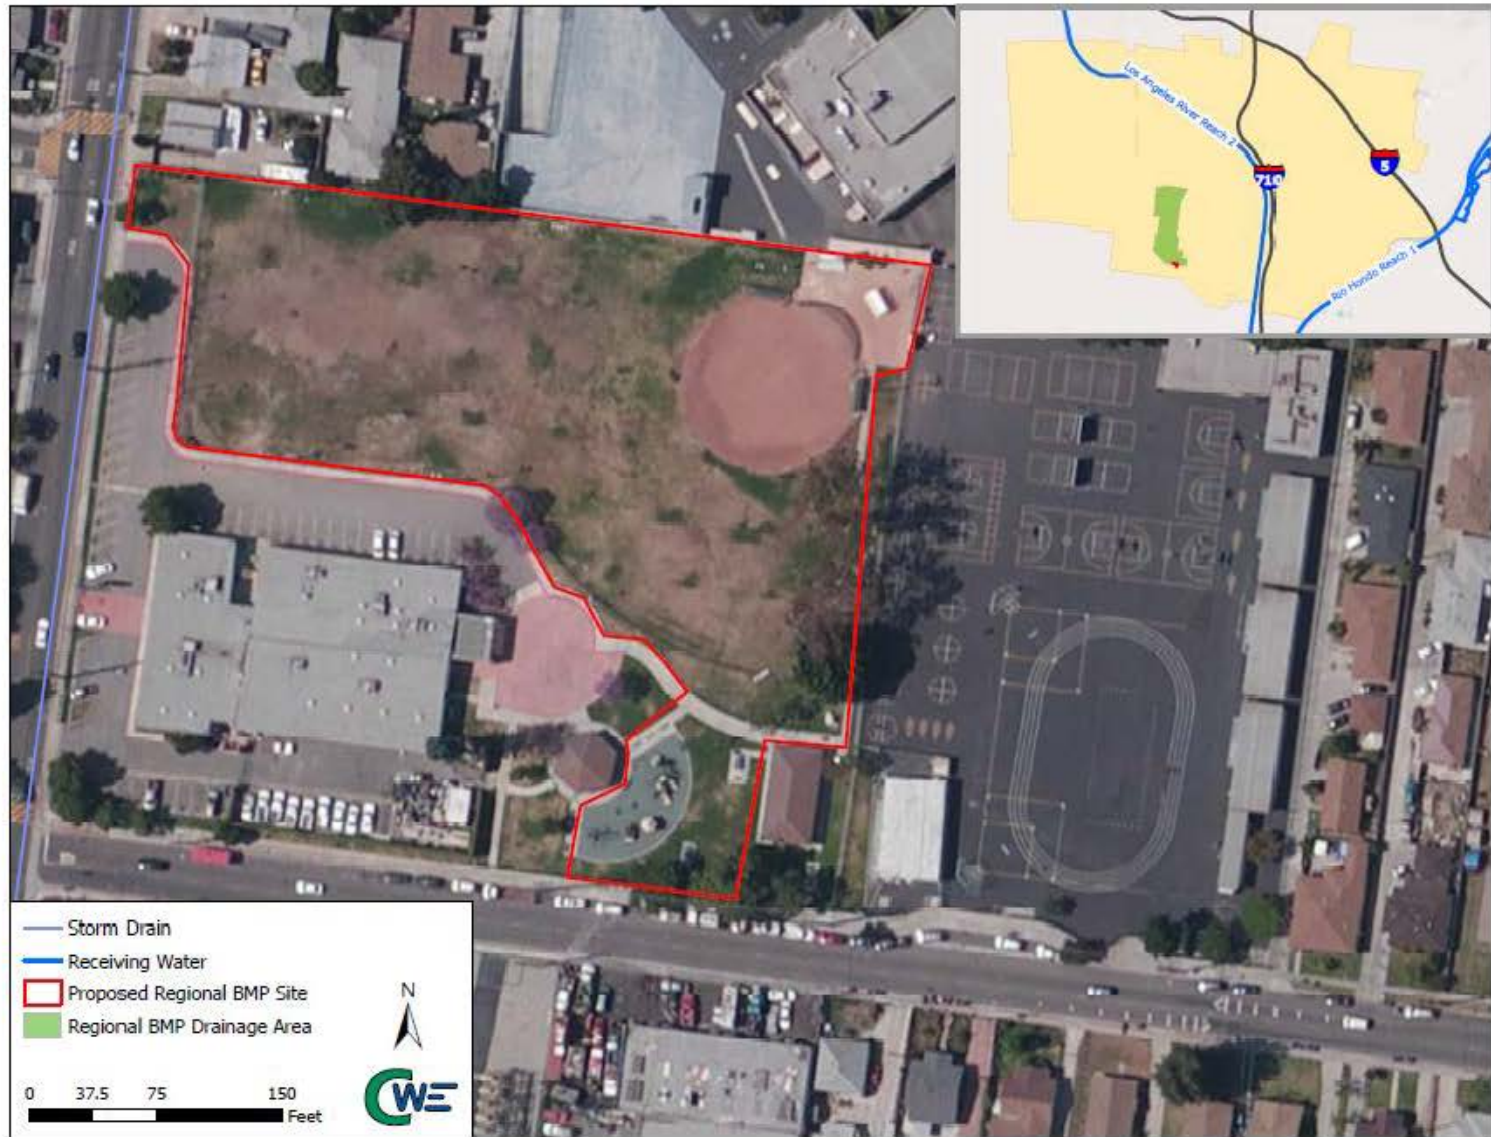 Los Angeles River Reach 2
710
5
Rio Hondo Reach 1
Storm Drain
Receiving Water
Proposed Regional BMP Site
Regional BMP Drainage Area
N
0 37.5 75 150
Feet
CWE